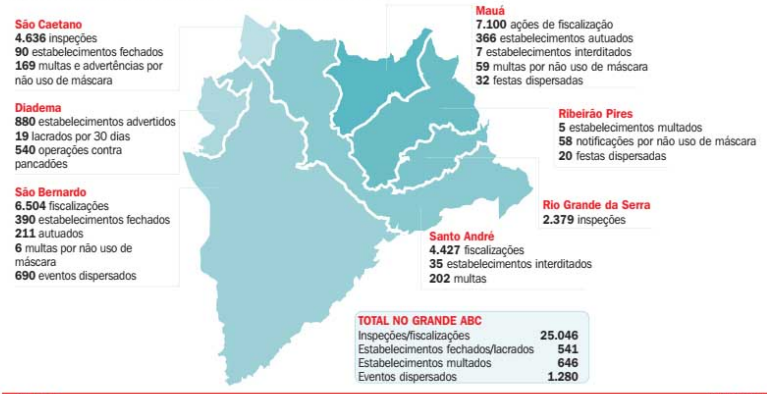 São Caetano
4.636 inspeções
90 estabelecimentos fechados
169 multas e advertências por
não uso de máscara
Diadema
880 estabelecimentos advertidos
19 lacrados por 30 dias
540 operações contra
pancadões
São Bernardo
6.504 fiscalizações
390 estabelecimentos fechados
211 autuados
6 multas por não uso de
máscara
690 eventos dispersados
Mauá
7.100 ações de fiscalização
366 estabelecimentos autuados
7 estabelecimentos interditados
59 multas por não uso de máscara
32 festas dispersadas
Ribeirão Pires
5 estabelecimentos multados
58 notificações por não uso de máscara
20 festas dispersadas
Rio Grande da Serra
2.379 inspeções
Santo André
4.427 fiscalizações
35 estabelecimentos interditados
202 multas
TOTAL NO GRANDE ABC
Inspeções/fiscalizações 25.046
Estabelecimentos fechados/lacrados 541
Estabelecimentos multados 646
Eventos dispersados 1.280